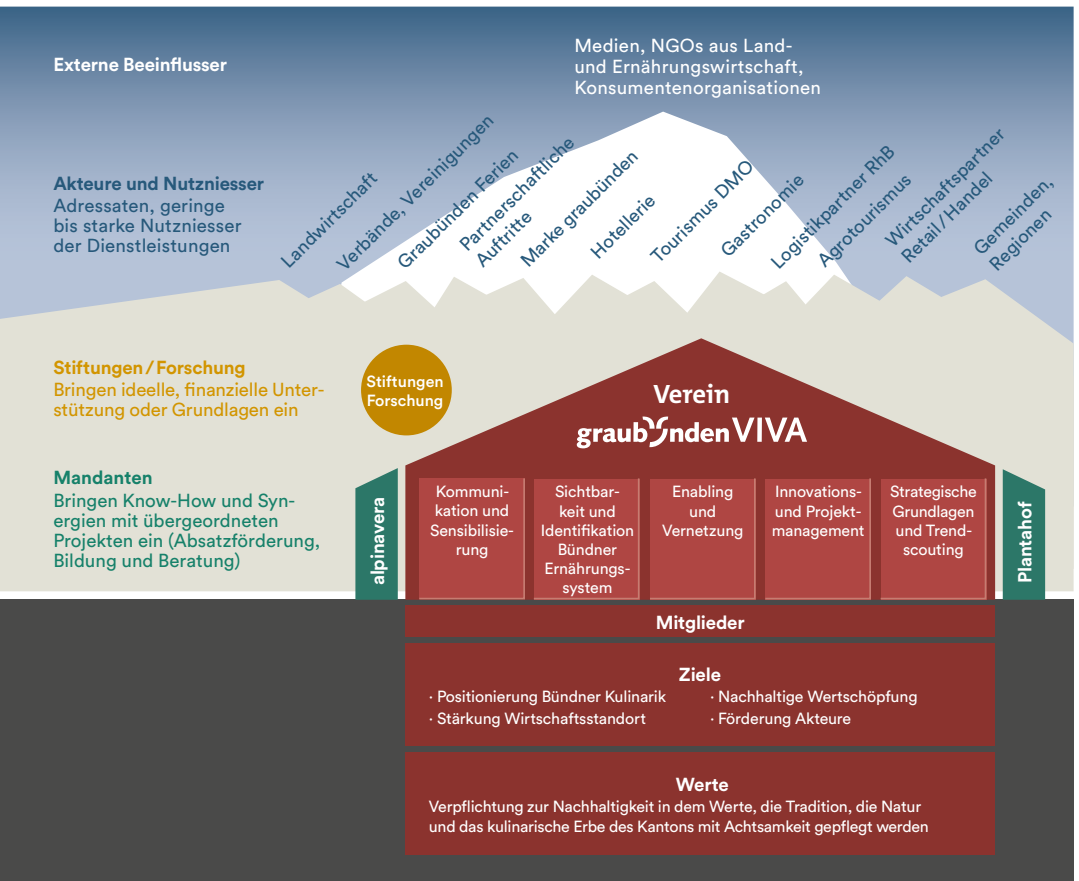 Externe Beeinflusser
Medien, NGOs aus Land-
und Ernährungswirtschaft,
Konsumentenorganisationen
Akteure und Nutzniesser
Adressaten, geringe
bis starke Nutzniesser
der Dienstleistungen
Landwirtschaft
Verbände, Vereinigungen
Graubünden Ferien
Partnerschaftliche
Auftritte
Marke graubünden
Hotellerie
Tourismus DMO
Gastronomie
Logistikpartner RhB
Agrotourismus
Wirtschaftspartner
Retail/Handel
Gemeinden,
Regionen
Stiftungen/Forschung
Bringen ideelle, finanzielle Unter-
stützung oder Grundlagen ein
Stiftungen
Forschung
Verein
graubünden VIVA
Mandanten
Bringen Know-How und Syn-
ergien mit übergeordneten
Projekten ein (Absatzförderung,
Bildung und Beratung)
alpinavera
Kommuni-
kation und
Sensibilisie-
rung
Sichtbar-
keit und
Identifikation
Bündner
Ernährungs-
system
Enabling
und
Vernetzung
Innovations-
und Projekt-
management
Strategische
Grundlagen
und Trend-
scouting
Plantahof
Mitglieder
Ziele
· Positionierung Bündner Kulinarik
· Stärkung Wirtschaftsstandort
· Nachhaltige Wertschöpfung
· Förderung Akteure
Werte
Verpflichtung zur Nachhaltigkeit in dem Werte, die Tradition, die Natur
und das kulinarische Erbe des Kantons mit Achtsamkeit gepflegt werden